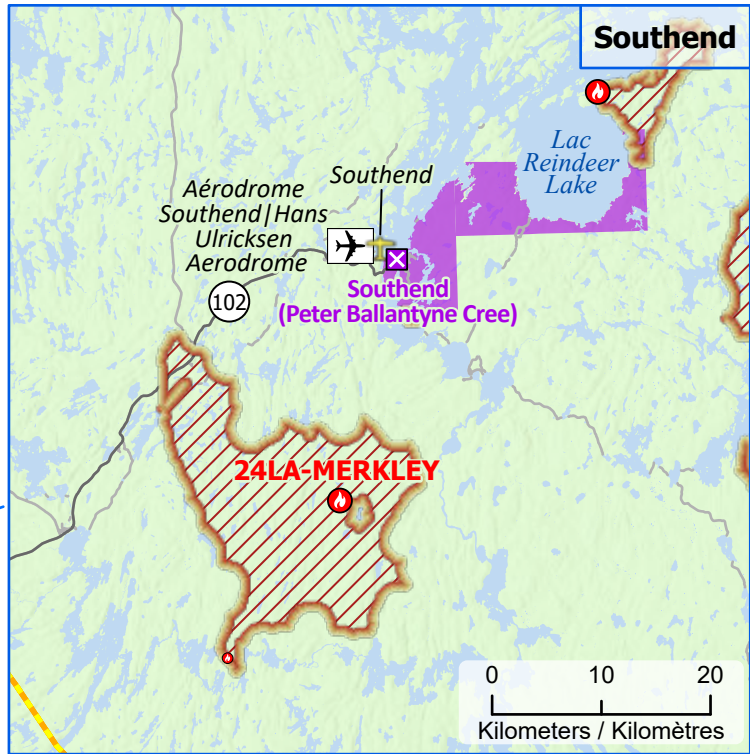 Southend
Lac
Reindeer
Lake
Southend
Aérodrome
Southend|Hans
Ulricksen
Aerodrome
Southend
(Peter Ballantyne Cree)
102
24LA-MERKLEY
0 10 20
Kilometers / Kilomètres